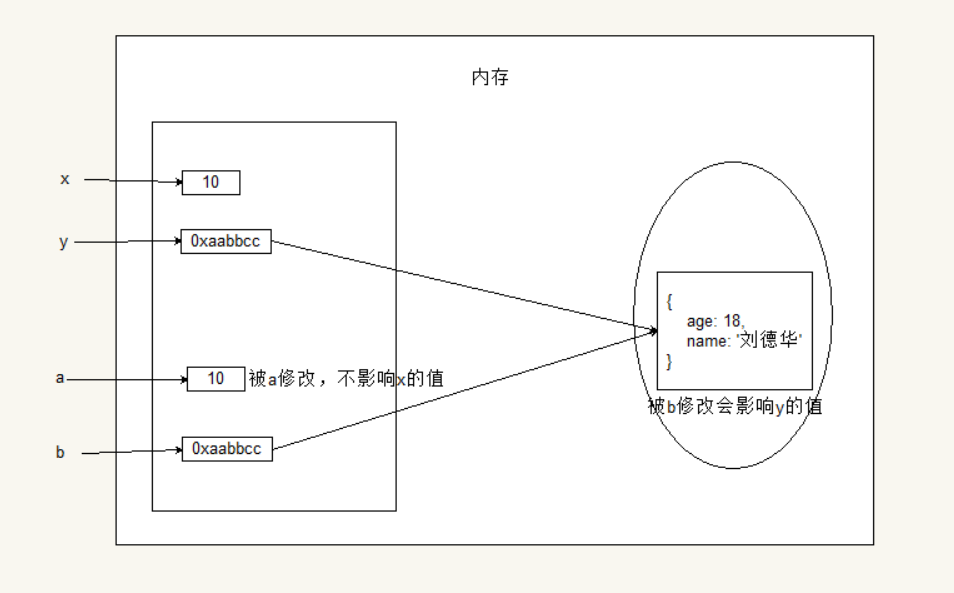 内存
x
10
y
0xaabbcc
{
age: 18,
name: '刘德华'
}
被b修改会影响y的值
a
10
被a修改，不影响x的值
b
0xaabbcc